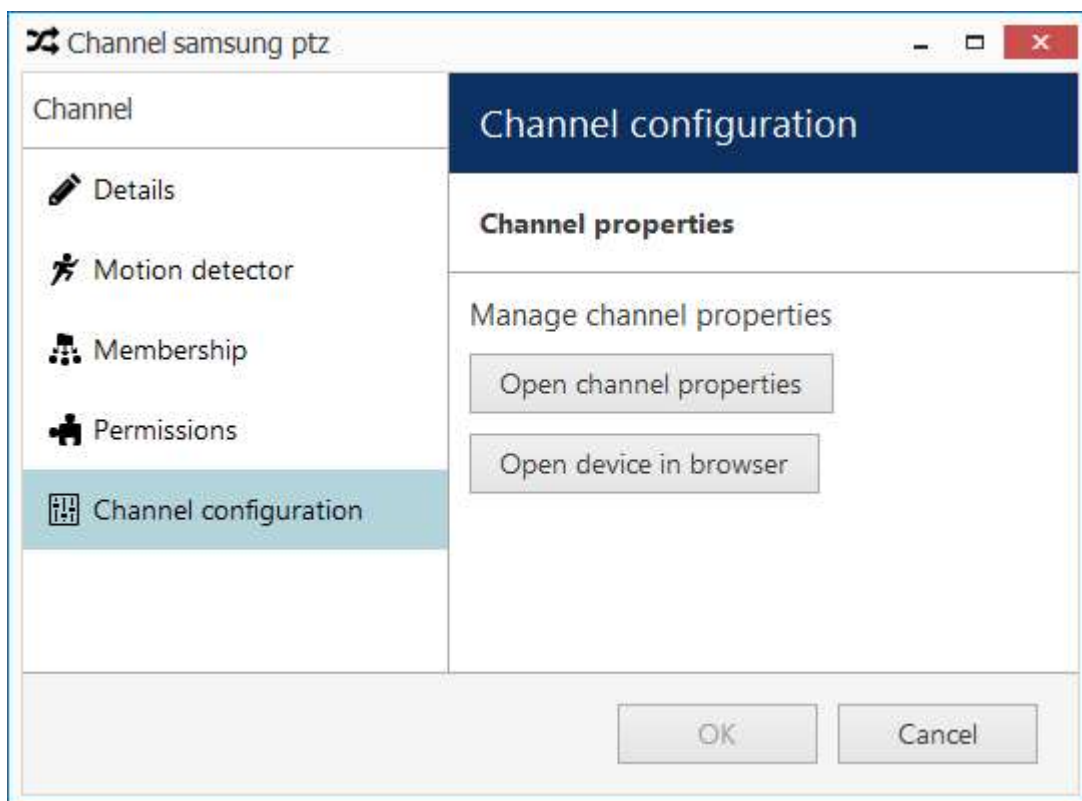 Channel samsung ptz
Channel
Details
Motion detector
Membership
Permissions
Channel configuration
Channel configuration
Channel properties
Manage channel properties
Open channel properties
Open device in browser
OK
Cancel